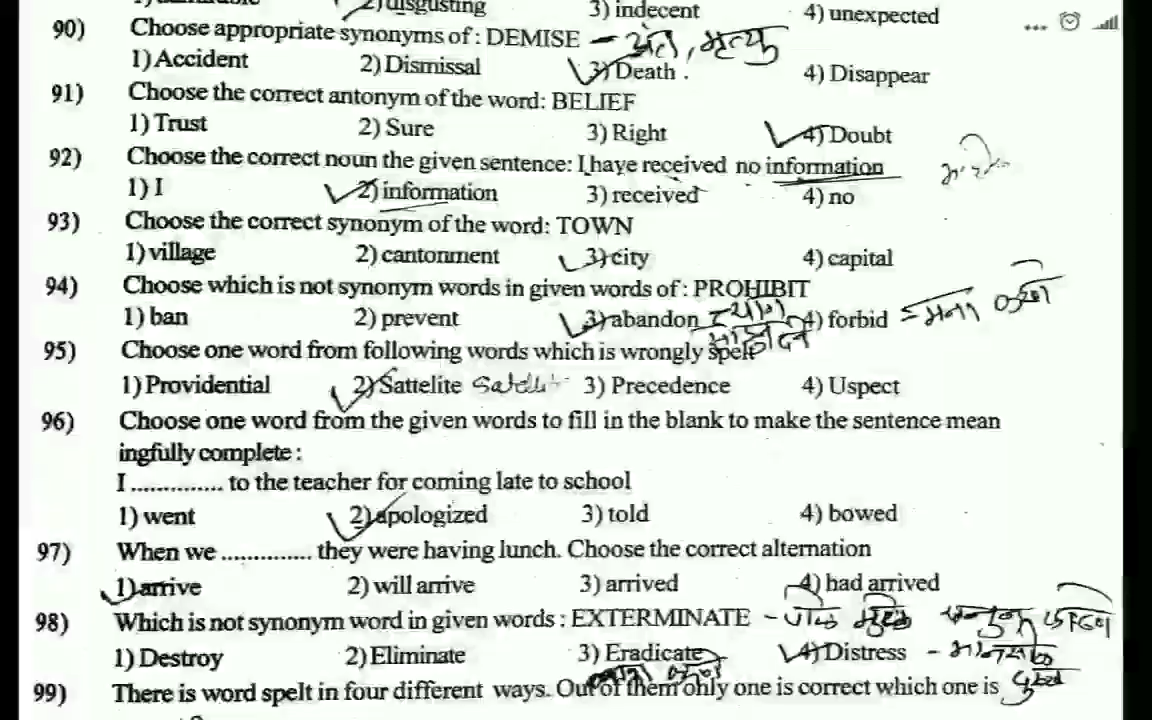 2) disgusting 3) indecent 4) unexpected
90) Choose appropriate synonyms of : DEMISE – अंत, मृत्यु
1) Accident 2) Dismissal 3) Death . 4) Disappear
91) Choose the correct antonym of the word: BELIEF
1) Trust 2) Sure 3) Right 4) Doubt
92) Choose the correct noun the given sentence: I have received no information
1) I 2) information 3) received 4) no
93) Choose the correct synonym of the word: TOWN
1) village 2) cantonment 3) city 4) capital
94) Choose which is not synonym words in given words of : PROHIBIT
1) ban 2) prevent 3) abandon 4) forbid
95) Choose one word from following words which is wrongly spelt
1) Providential 2) Sattelite 3) Precedence 4) Uspect
96) Choose one word from the given words to fill in the blank to make the sentence mean
ingfully complete :
I .............. to the teacher for coming late to school
1) went 2) apologized 3) told 4) bowed
97) When we .............. they were having lunch. Choose the correct alternation
1) arrive 2) will arrive 3) arrived 4) had arrived
98) Which is not synonym word in given words : EXTERMINATE –
1) Destroy 2) Eliminate 3) Eradicate 4) Distress –
99) There is word spelt in four different ways. Out of them only one is correct which one is